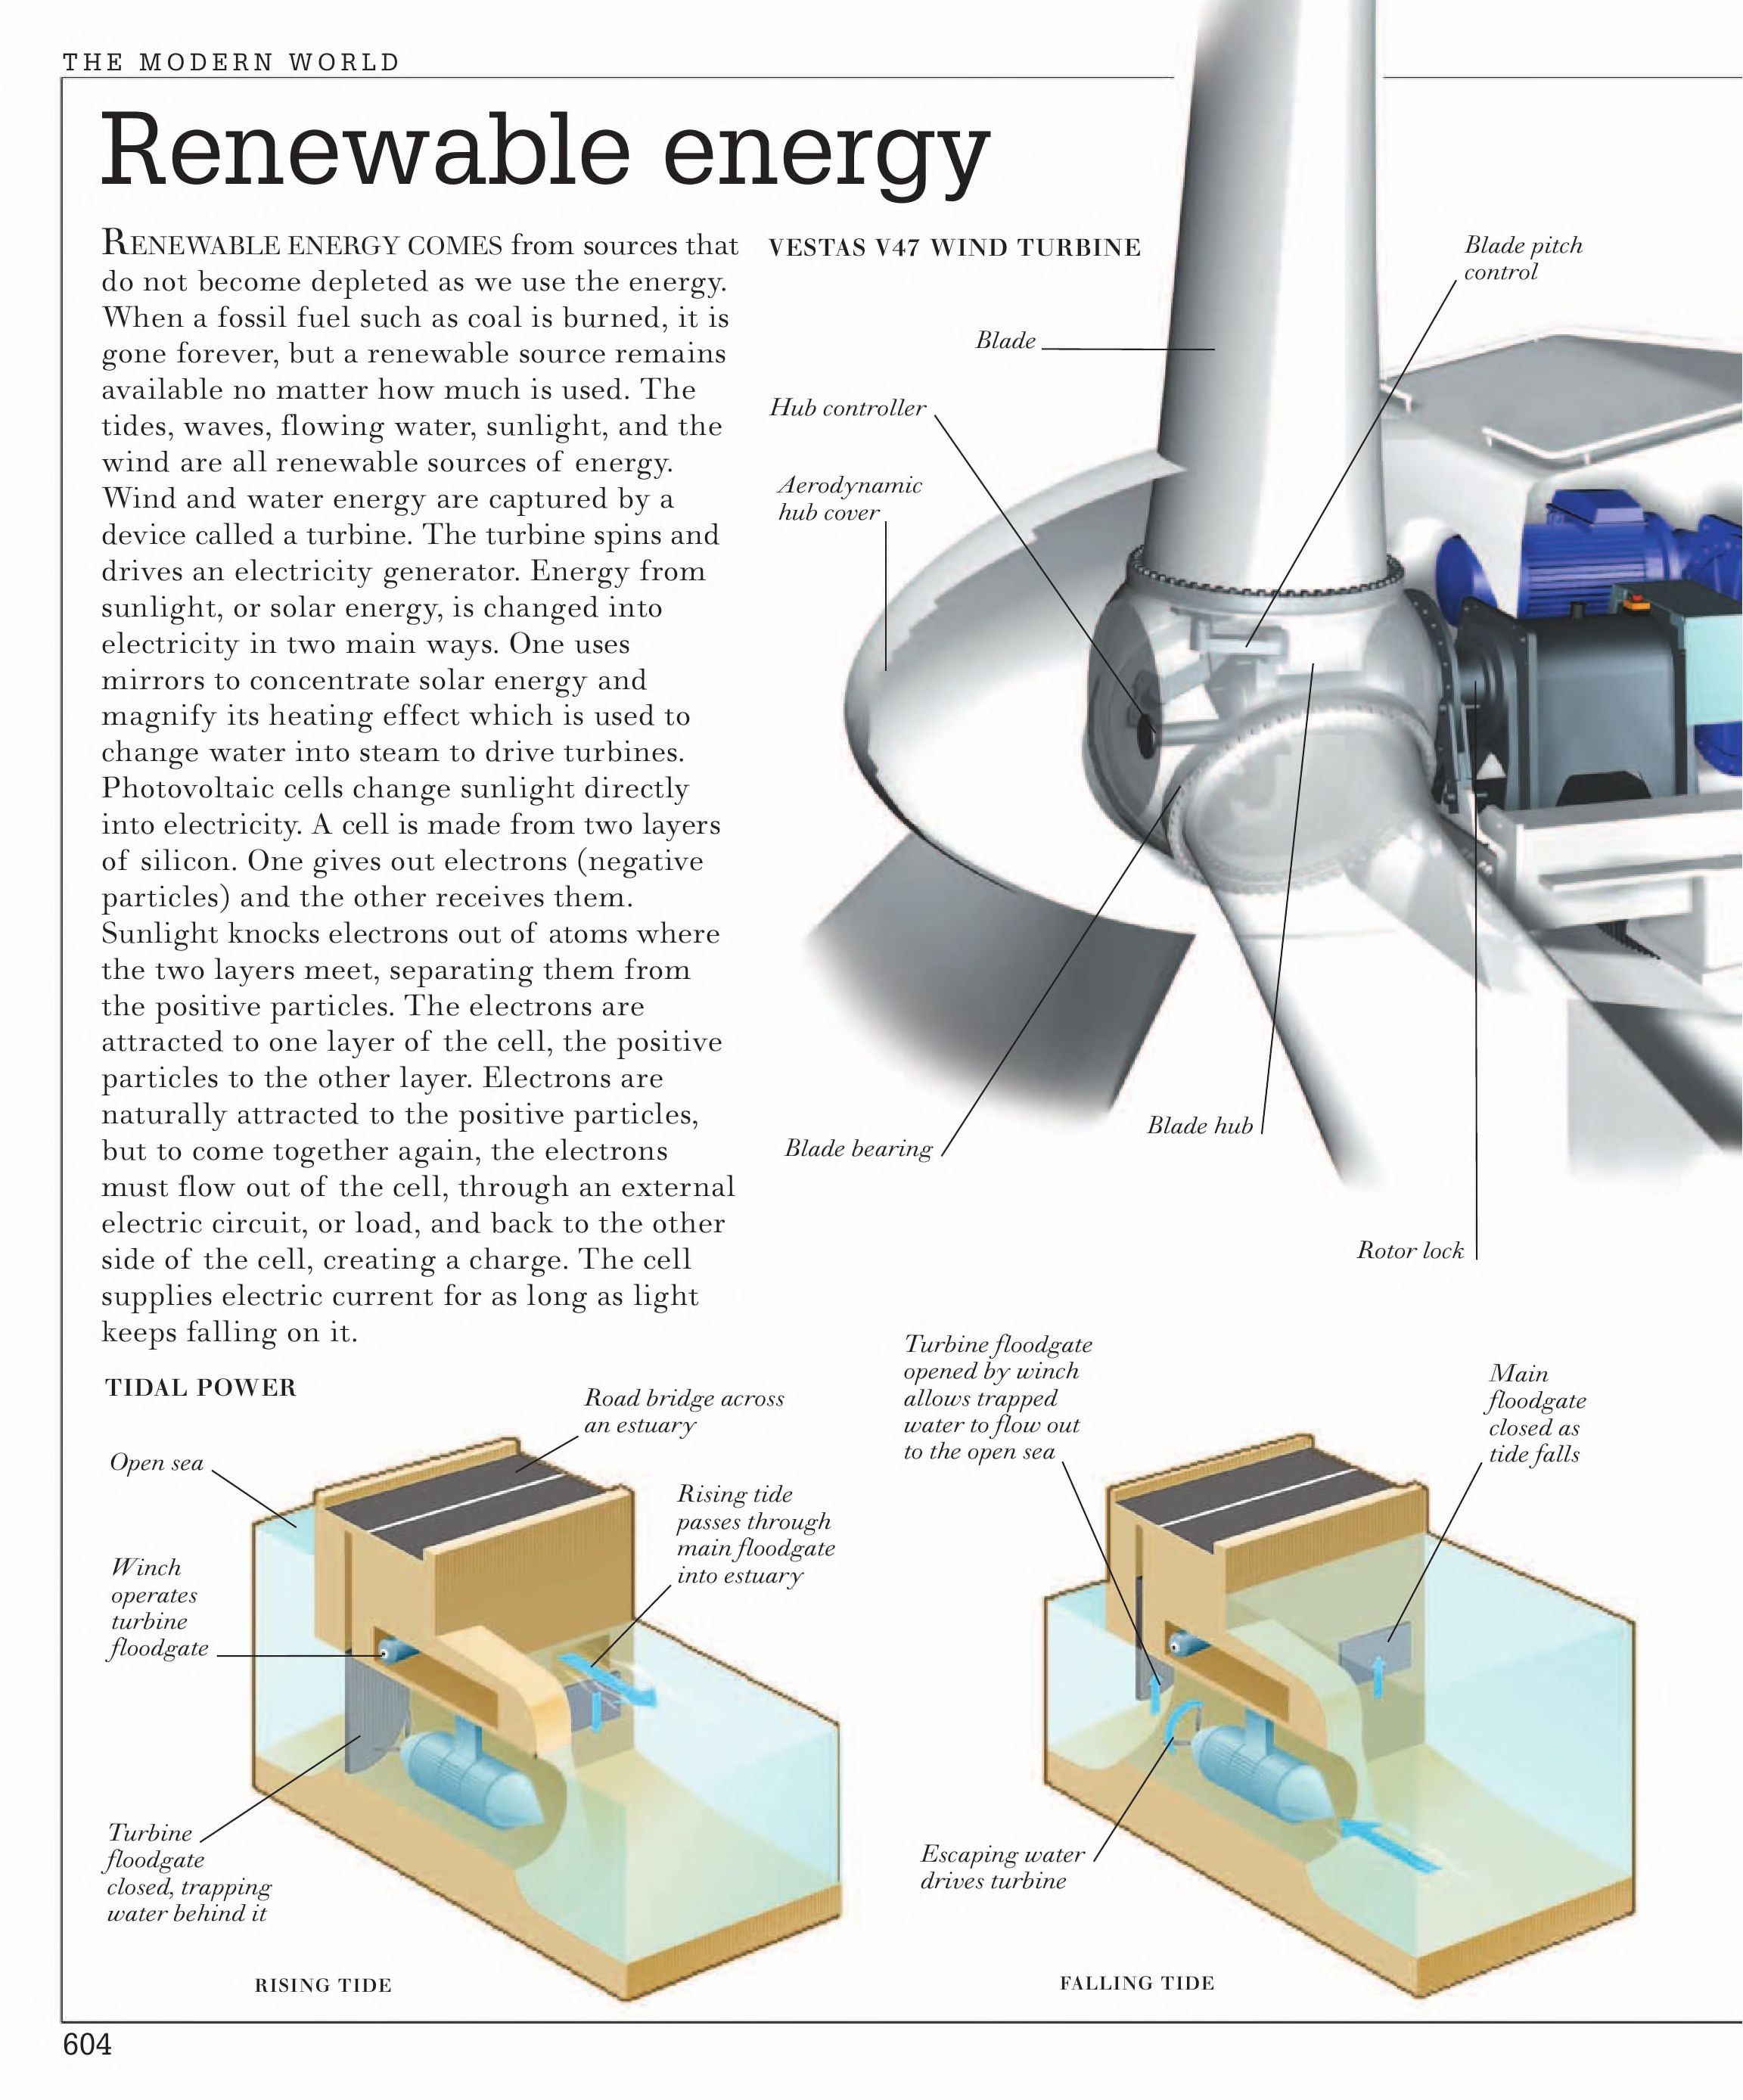 THE MODERN WORLD
Renewable energy
RENEWABLE ENERGY COMES from sources that
do not become depleted as we use the energy.
When a fossil fuel such as coal is burned, it is
gone forever, but a renewable source remains
available no matter how much is used. The
tides, waves, flowing water, sunlight, and the
wind are all renewable sources of energy.
Wind and water energy are captured by a
device called a turbine. The turbine spins and
drives an electricity generator. Energy from
sunlight, or solar energy, is changed into
electricity in two main ways. One uses
mirrors to concentrate solar energy and
magnify its heating effect which is used to
change water into steam to drive turbines.
Photovoltaic cells change sunlight directly
into electricity. A cell is made from two layers
of silicon. One gives out electrons (negative
particles) and the other receives them.
Sunlight knocks electrons out of atoms where
the two layers meet, separating them from
the positive particles. The electrons are
attracted to one layer of the cell, the positive
particles to the other layer. Electrons are
naturally attracted to the positive particles,
but to come together again, the electrons
must flow out of the cell, through an external
electric circuit, or load, and back to the other
side of the cell, creating a charge. The cell
supplies electric current for as long as light
keeps falling on it.
VESTAS V47 WIND TURBINE
Blade pitch
control
Blade
Hub controller
Aerodynamic
hub cover
Blade bearing
Blade hub
Rotor lock
TIDAL POWER
Road bridge across
an estuary
Open sea
Rising tide
passes through
main floodgate
into estuary
Winch
operates
turbine
floodgate
Turbine
floodgate
closed, trapping
water behind it
RISING TIDE
Turbine floodgate
opened by winch
allows trapped
water to flow out
to the open sea
Main
floodgate
closed as
tide falls
Escaping water
drives turbine
FALLING TIDE
604